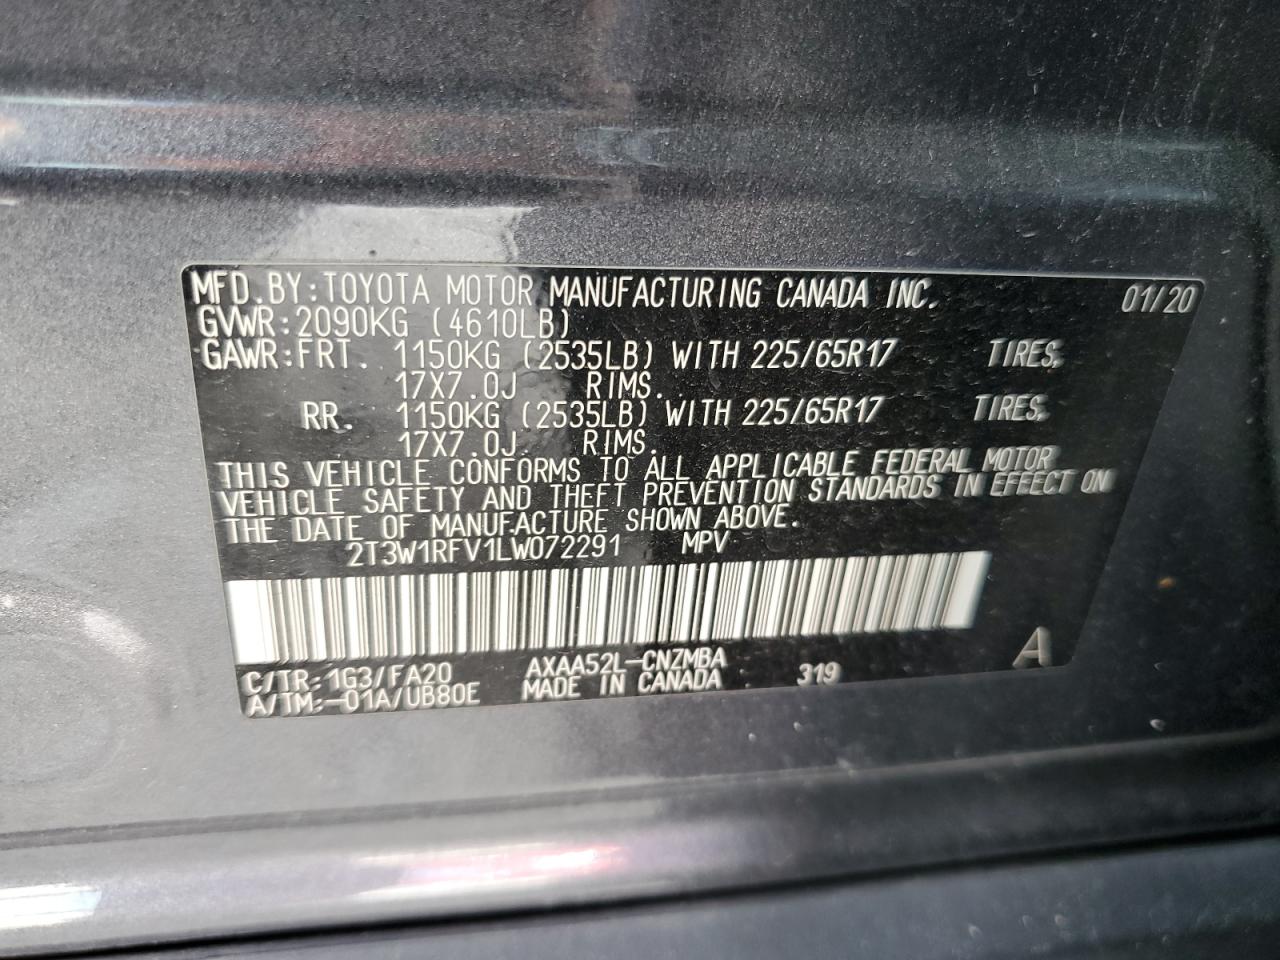 MFD.BY:TOYOTA MOTOR MANUFACTURING CANADA INC. 01/20
GVWR:2090KG (4610LB)
GAWR:FRT. 1150KG (2535LB) WITH 225/65R17 TIRES,
17X7.0J RIMS.
RR. 1150KG (2535LB) WITH 225/65R17 TIRES,
17X7.0J. RIMS.
THIS VEHICLE CONFORMS TO ALL APPLICABLE FEDERAL MOTOR
VEHICLE SAFETY AND THEFT PREVENTION STANDARDS IN EFFECT ON
THE DATE OF MANUFACTURE SHOWN ABOVE.
2T3W1RFV1LW072291 MPV
C/TR:1G3/FA20 AXAA52L-CNZMBA 319 A
A/TM:-01A/UB80E MADE IN CANADA